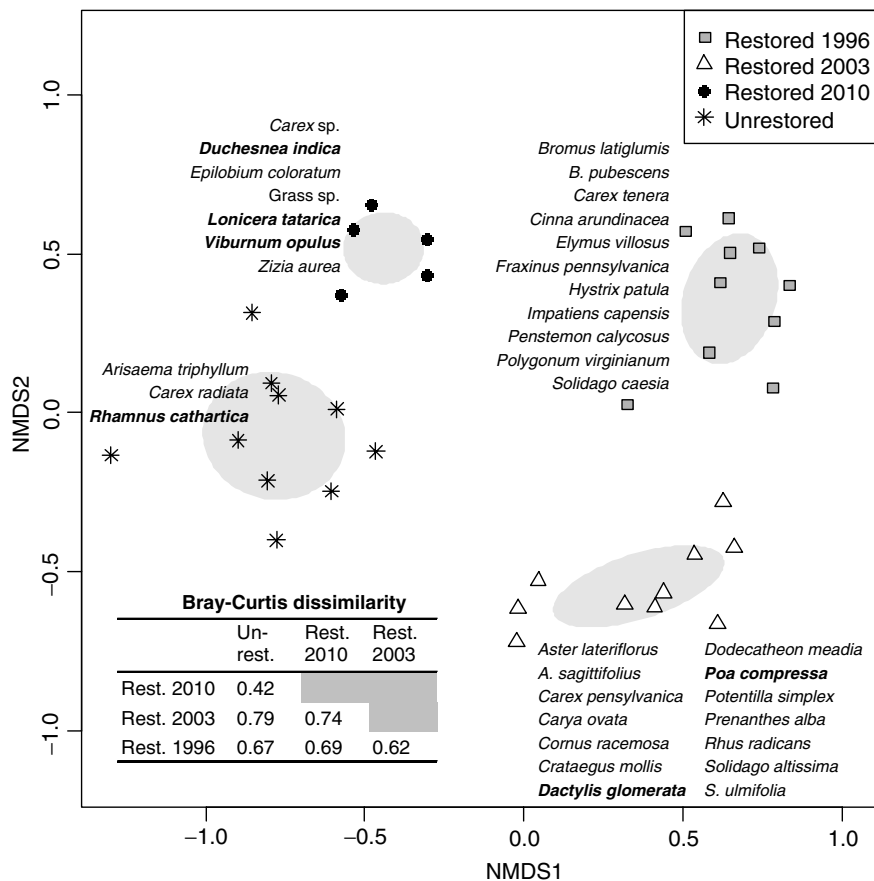 Restored 1996
Restored 2003
Restored 2010
Unrestored
1.0
0.5
0.0
−0.5
−1.0
NMDS2
Carex sp.
Duchesnea indica
Epilobium coloratum
Grass sp.
Lonicera tatarica
Viburnum opulus
Zizia aurea
Bromus latiglumis
B. pubescens
Carex tenera
Cinna arundinacea
Elymus villosus
Fraxinus pennsylvanica
Hystrix patula
Impatiens capensis
Penstemon calycosus
Polygonum virginianum
Solidago caesia
Arisaema triphyllum
Carex radiata
Rhamnus cathartica
Bray-Curtis dissimilarity
Un-rest. Rest. 2010 Rest. 2003
Rest. 2010 0.42
Rest. 2003 0.79 0.74
Rest. 1996 0.67 0.69 0.62
Aster lateriflorus
A. sagittifolius
Carex pensylvanica
Carya ovata
Cornus racemosa
Crataegus mollis
Dactylis glomerata
Dodecatheon meadia
Poa compressa
Potentilla simplex
Prenanthes alba
Rhus radicans
Solidago altissima
S. ulmifolia
−1.0 −0.5 0.0 0.5 1.0
NMDS1